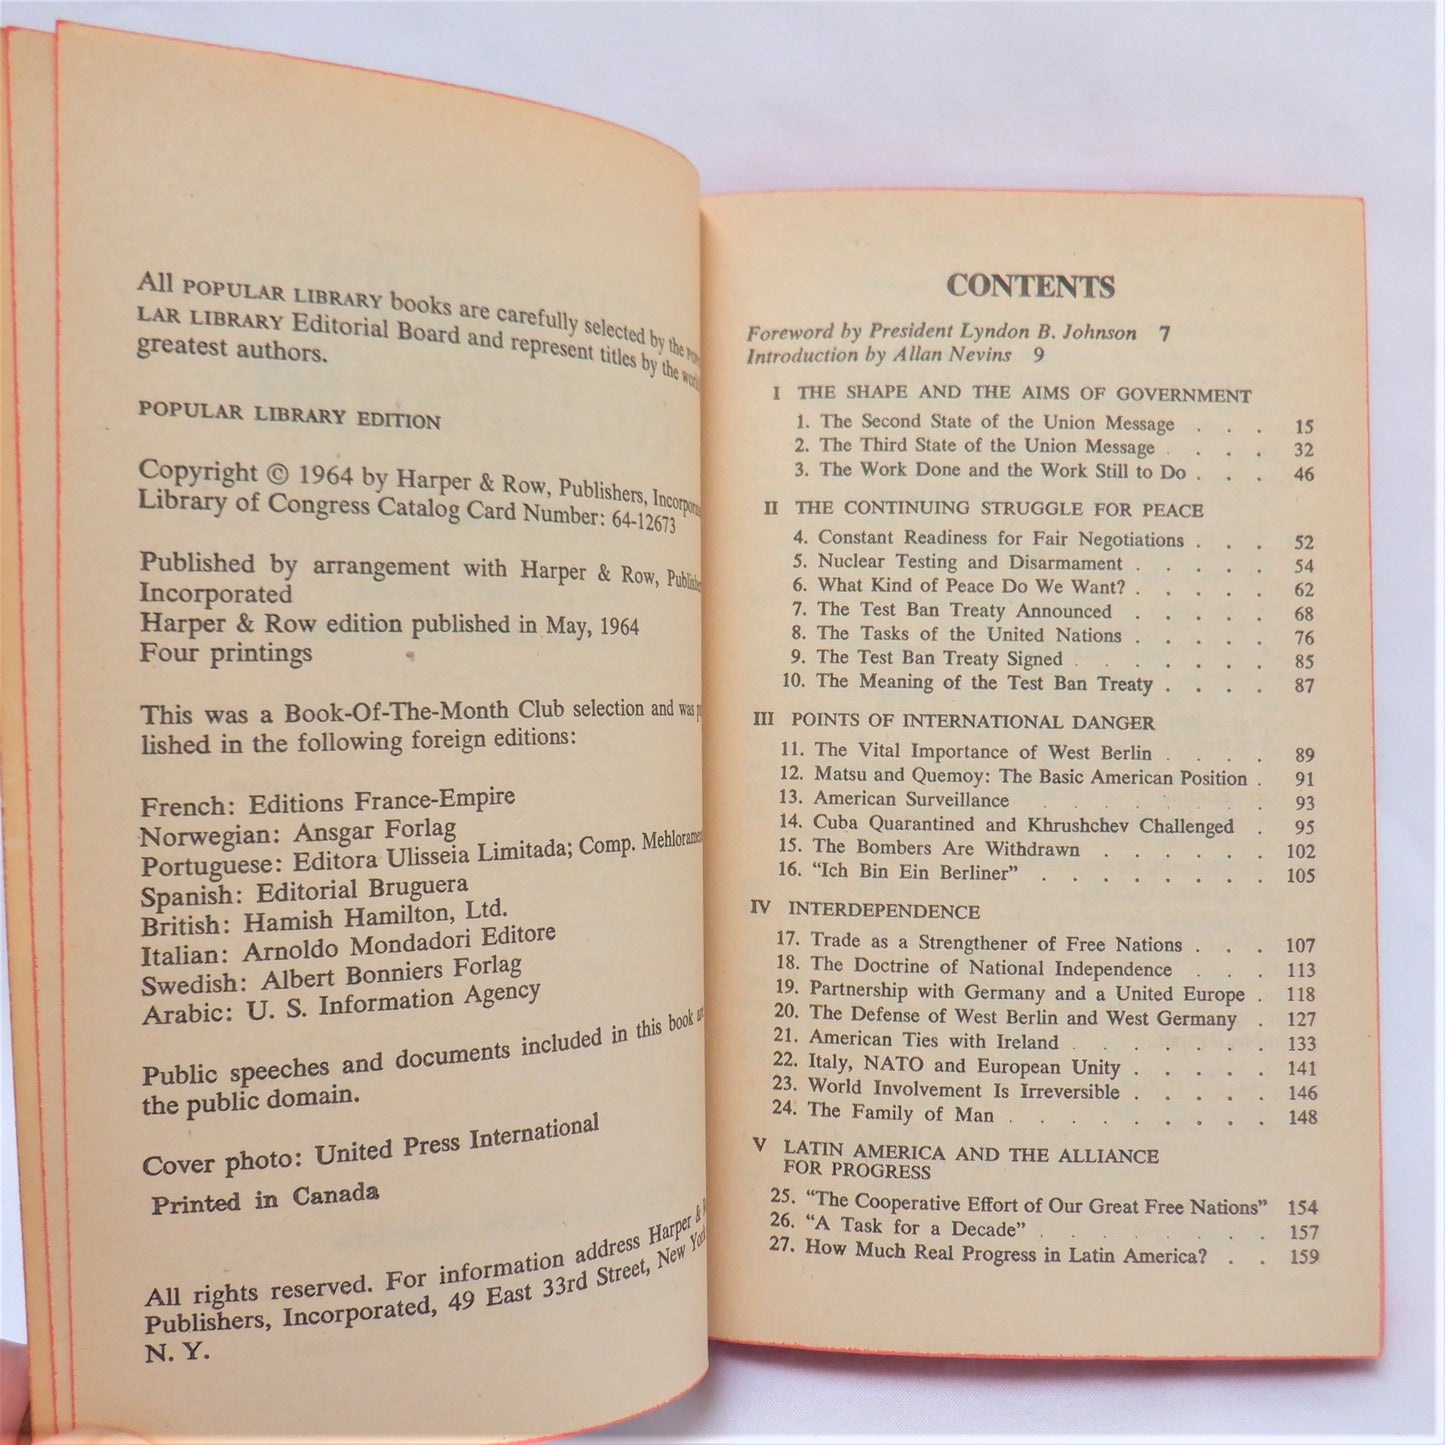 All POPULAR LIBRARY books are carefully selected by the
LAR LIBRARY Editorial Board and represent titles by the
greatest authors.
POPULAR LIBRARY EDITION
Copyright © 1964 by Harper & Row, Publishers,
Library of Congress Catalog Card Number: 64-12673
Published by arrangement with Harper & Row,
Incorporated
Harper & Row edition published in May, 1964
Four printings
This was a Book-Of-The-Month Club selection and was
lished in the following foreign editions:
French: Editions France-Empire
Norwegian: Ansgar Forlag
Portuguese: Editora Ulisseia Limitada; Comp.
Spanish: Editorial Bruguera
British: Hamish Hamilton, Ltd.
Italian: Arnoldo Mondadori Editore
Swedish: Albert Bonniers Forlag
Arabic: U. S. Information Agency
Public speeches and documents included in this book
the public domain.
Cover photo: United Press International
Printed in Canada
All rights reserved. For information address Harper &
Publishers, Incorporated, 49 East 33rd Street, New
N. Y.
CONTENTS
Foreword by President Lyndon B. Johnson 7
Introduction by Allan Nevins 9
I THE SHAPE AND THE AIMS OF GOVERNMENT
1. The Second State of the Union Message . . . 15
2. The Third State of the Union Message . . . . 32
3. The Work Done and the Work Still to Do . . . 46
II THE CONTINUING STRUGGLE FOR PEACE
4. Constant Readiness for Fair Negotiations . . . 52
5. Nuclear Testing and Disarmament . . . . . 54
6. What Kind of Peace Do We Want? . . . . . 62
7. The Test Ban Treaty Announced . . . . . 68
8. The Tasks of the United Nations . . . . . 76
9. The Test Ban Treaty Signed . . . . . . . 85
10. The Meaning of the Test Ban Treaty . . . . 87
III POINTS OF INTERNATIONAL DANGER
11. The Vital Importance of West Berlin . . . . 89
12. Matsu and Quemoy: The Basic American Position . 91
13. American Surveillance . . . . . . . . 93
14. Cuba Quarantined and Khrushchev Challenged . 95
15. The Bombers Are Withdrawn . . . . . . 102
16. "Ich Bin Ein Berliner" . . . . . . . . 105
IV INTERDEPENDENCE
17. Trade as a Strengthener of Free Nations . . . 107
18. The Doctrine of National Independence . . . 113
19. Partnership with Germany and a United Europe . 118
20. The Defense of West Berlin and West Germany . 127
21. American Ties with Ireland . . . . . . . 133
22. Italy, NATO and European Unity . . . . . 141
23. World Involvement Is Irreversible . . . . . 146
24. The Family of Man . . . . . . . . . 148
V LATIN AMERICA AND THE ALLIANCE
FOR PROGRESS
25. "The Cooperative Effort of Our Great Free Nations" 154
26. "A Task for a Decade" . . . . . . . . 157
27. How Much Real Progress in Latin America? . . 159